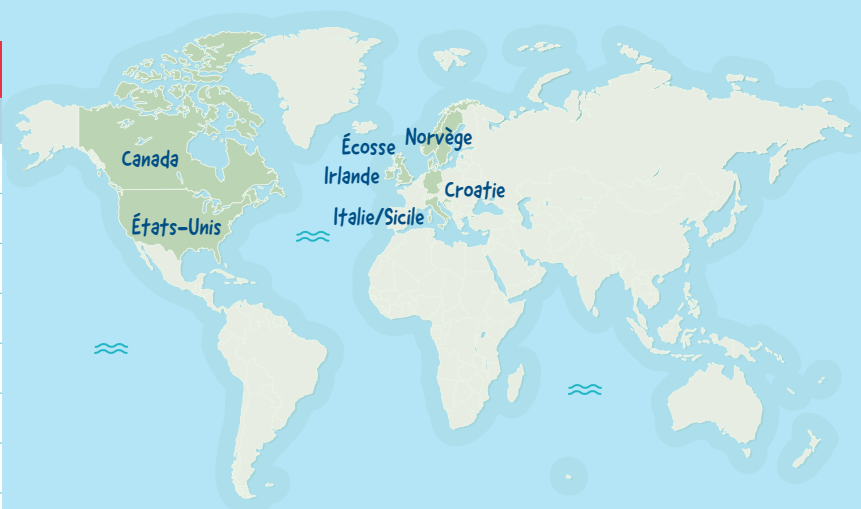 Canada
États-Unis
Écosse
Norvège
Irlande
Croatie
Italie/Sicile